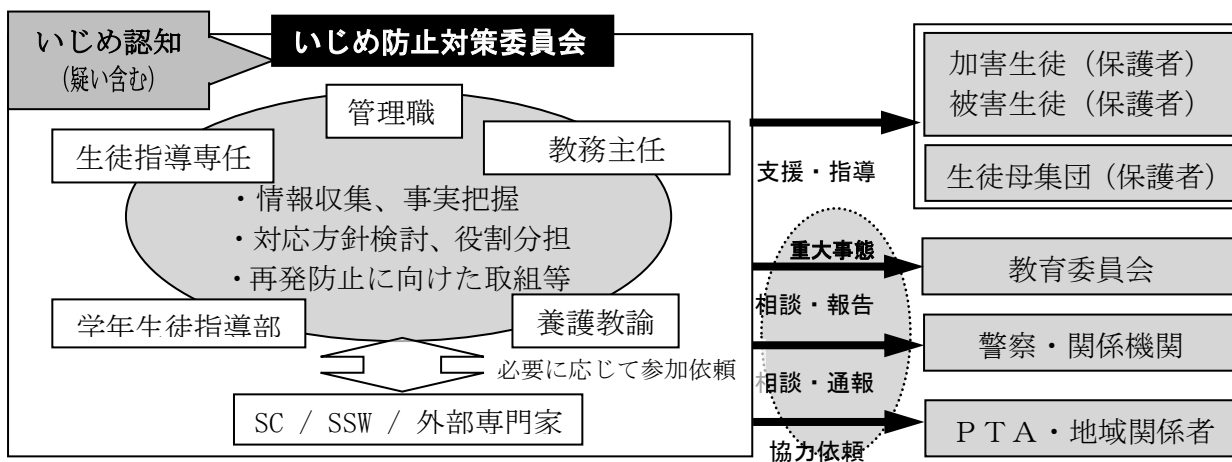 いじめ認知
(疑い含む)
いじめ防止対策委員会
管理職
生徒指導専任
教務主任
・情報収集、事実把握
・対応方針検討、役割分担
・再発防止に向けた取組等
学年生徒指導部
養護教諭
必要に応じて参加依頼
SC / SSW / 外部専門家
支援・指導
加害生徒（保護者）
被害生徒（保護者）
生徒母集団（保護者）
重大事態
相談・報告
教育委員会
相談・通報
警察・関係機関
協力依頼
ＰＴＡ・地域関係者